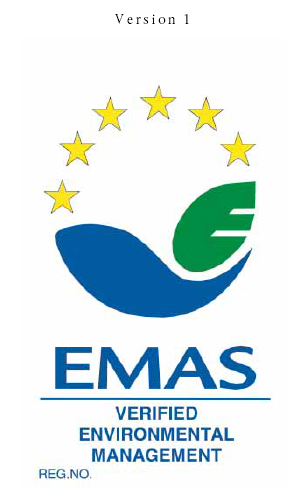 Version 1
EMAS
VERIFIED
ENVIRONMENTAL
MANAGEMENT
REG.NO.